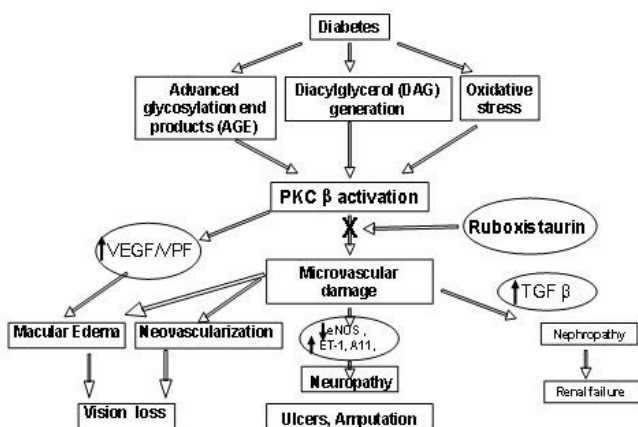 Diabetes
Advanced
glycosylation end
products (AGE)
Diacylglycerol (DAG)
generation
Oxidative
stress
PKC β activation
VEGF/VPF
Ruboxistaurin
Microvascular
damage
TGF β
Macular Edema
Neovascularization
eNOS,
ET-1, A11,
Nephropathy
Neuropathy
Renal failure
Vision loss
Ulcers, Amputation